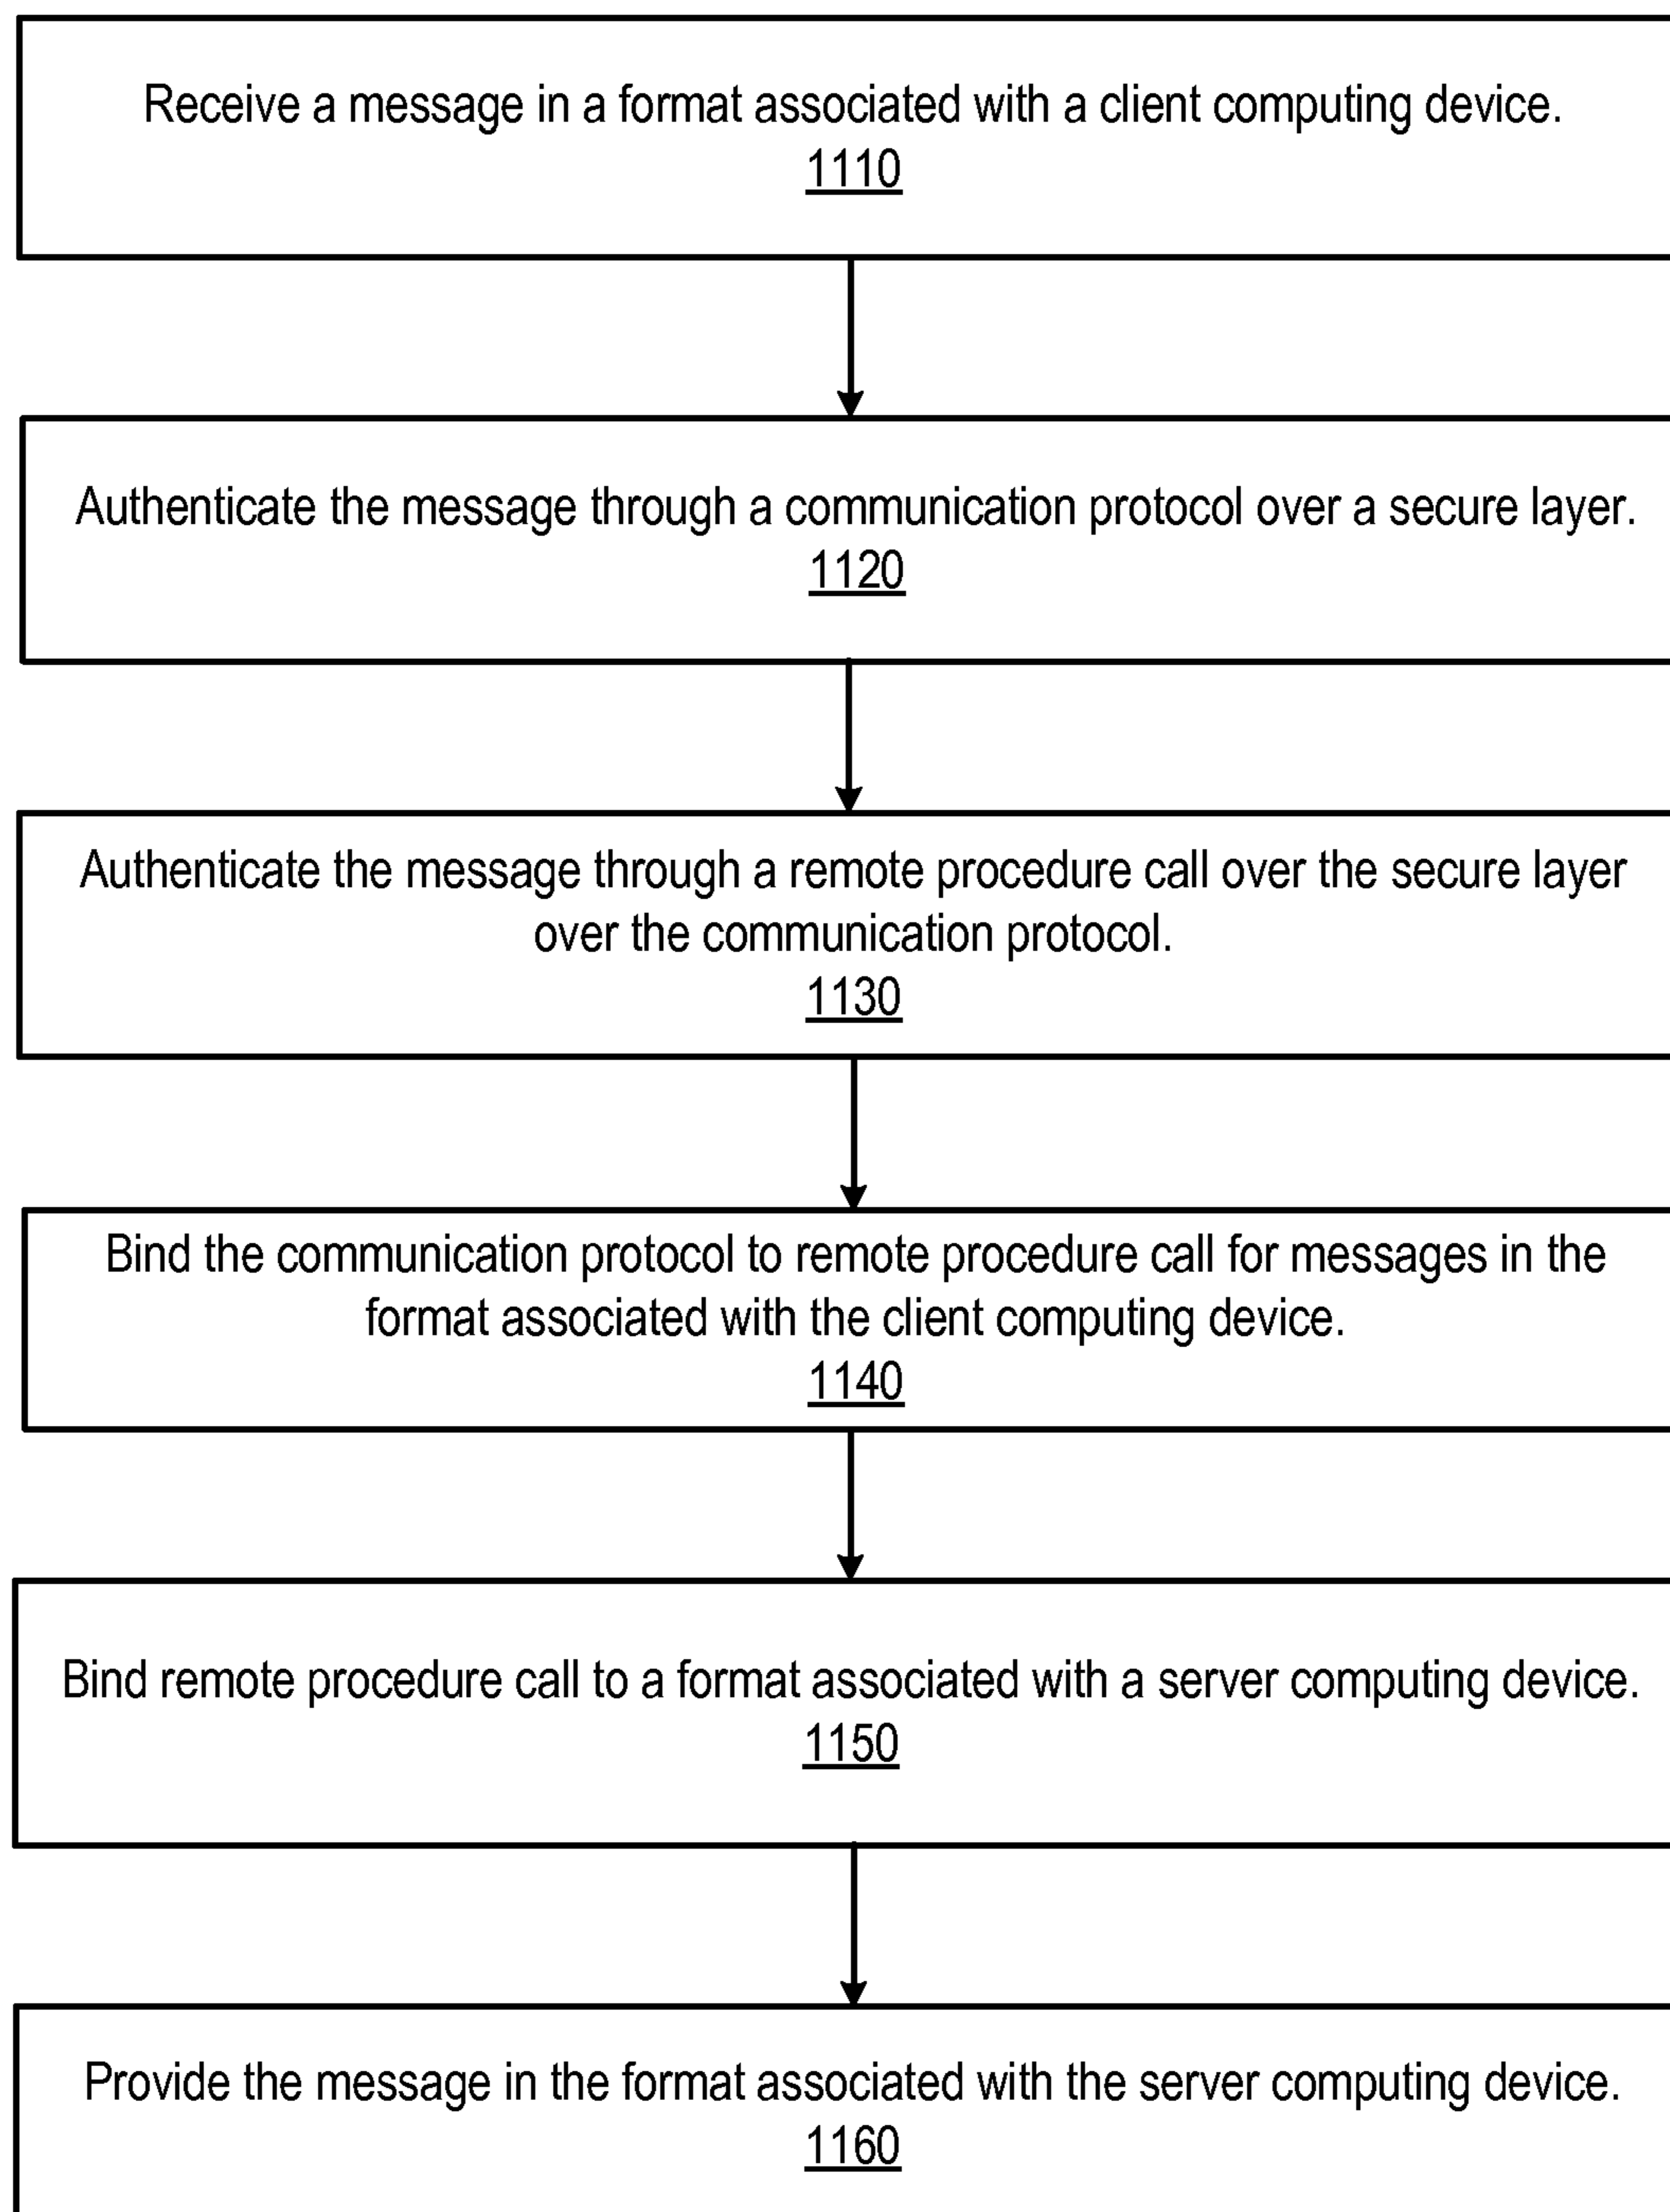 Receive a message in a format associated with a client computing device.
1110
Authenticate the message through a communication protocol over a secure layer.
1120
Authenticate the message through a remote procedure call over the secure layer
over the communication protocol.
1130
Bind the communication protocol to remote procedure call for messages in the
format associated with the client computing device.
1140
Bind remote procedure call to a format associated with a server computing device.
1150
Provide the message in the format associated with the server computing device.
1160